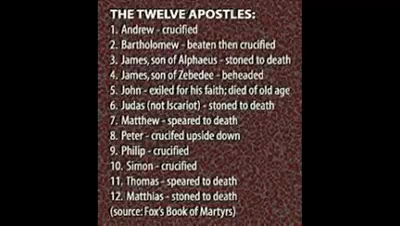 THE TWELVE APOSTLES:
1. Andrew - crucified
2. Bartholomew - beaten then crucified
3. James, son of Alphaeus - stoned to death
4. James, son of Zebedee - beheaded
5. John - exiled for his faith; died of old age
6. Judas (not Iscariot) - stoned to death
7. Matthew - speared to death
8. Peter - crucifed upside down
9. Philip - crucified
10. Simon - crucified
11. Thomas - speared to death
12. Matthias - stoned to death
(source: Fox's Book of Martyrs)